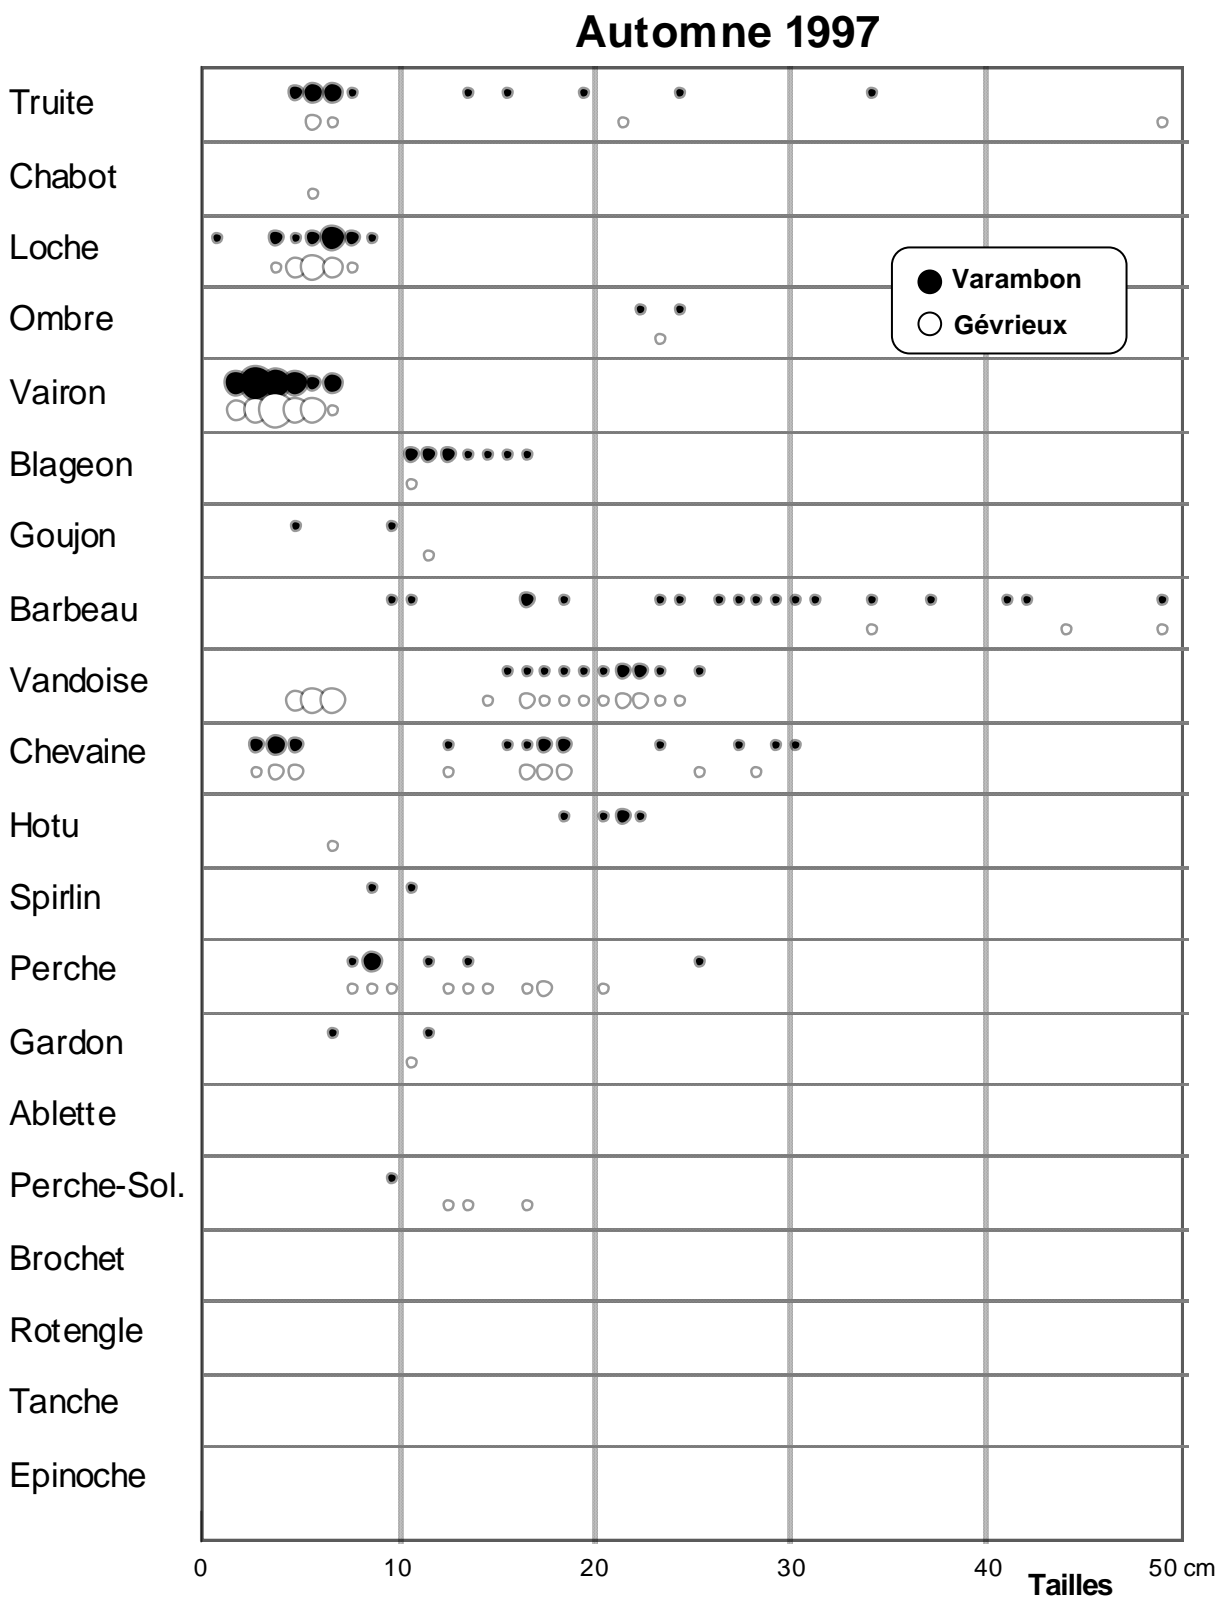 Automne 1997
Truite
Chabot
Loche
Varambon
Gévrieux
Ombre
Vairon
Blageon
Goujon
Barbeau
Vandoise
Chevaine
Hotu
Spirlin
Perche
Gardon
Ablette
Perche-Sol.
Brochet
Rotengle
Tanche
Epinoche
0 10 20 30 40 50 cm
Tailles